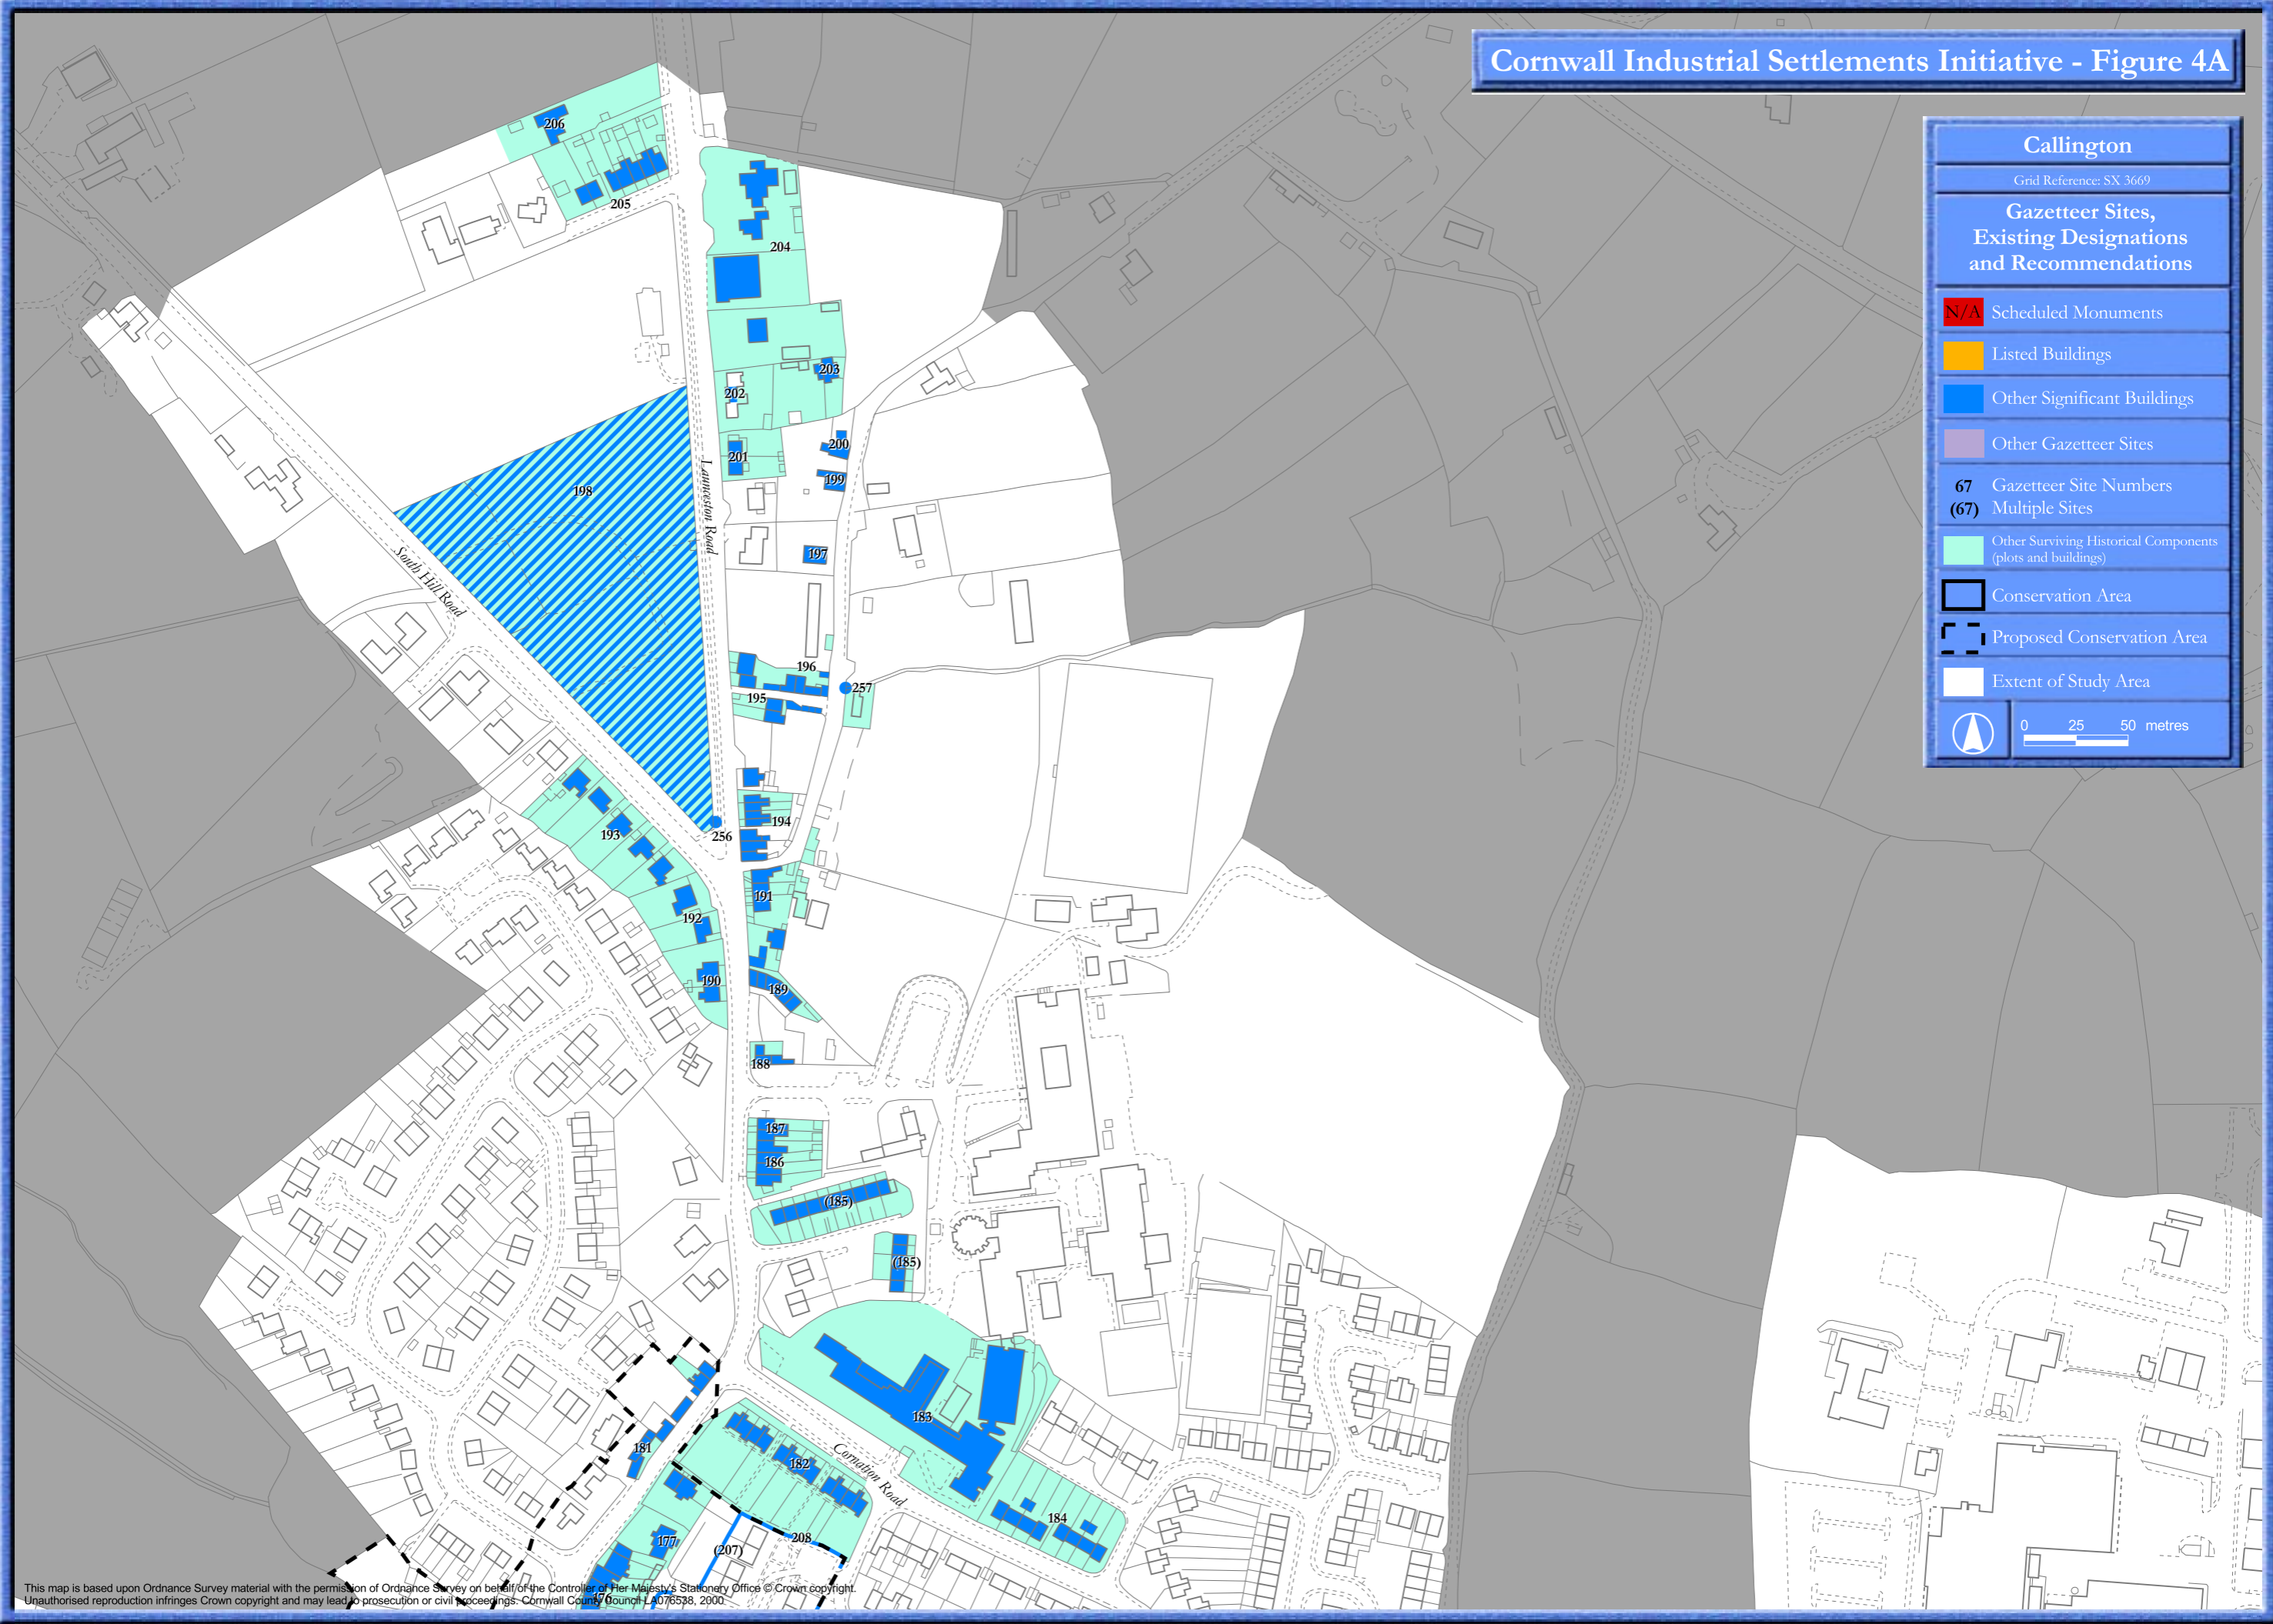 Cornwall Industrial Settlements Initiative - Figure 4A
Callington
Grid Reference: SX 3669
Gazetteer Sites,
Existing Designations
and Recommendations
N/A Scheduled Monuments
Listed Buildings
Other Significant Buildings
Other Gazetteer Sites
67 Gazetteer Site Numbers
(67) Multiple Sites
Other Surviving Historical Components
(plots and buildings)
Conservation Area
Proposed Conservation Area
Extent of Study Area
0 25 50 metres
206
205
204
203
202
200
201
199
198
Launceston Road
197
South Hill Road
196
257
195
194
193
256
191
192
190
189
188
187
186
(185)
(185)
183
181
182
Cornation Road
184
177
208
(207)
176
This map is based upon Ordnance Survey material with the permission of Ordnance Survey on behalf of the Controller of Her Majesty's Stationery Office © Crown copyright.
Unauthorised reproduction infringes Crown copyright and may lead to prosecution or civil proceedings. Cornwall County Council LA076538, 2000